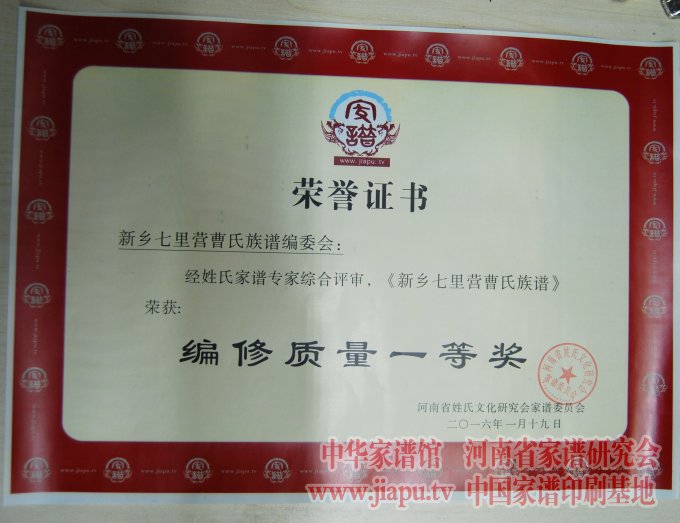 www.jiapu.tv
荣誉证书
新乡七里营曹氏族谱编委会：
经姓氏家谱专家综合评审，《新乡七里营曹氏族谱》
荣获：
编修质量一等奖
河南省姓氏文化研究会家谱委员会
二〇一六年一月十九日
中华家谱馆 河南省家谱研究会
www.jiapu.tv 中国家谱印刷基地